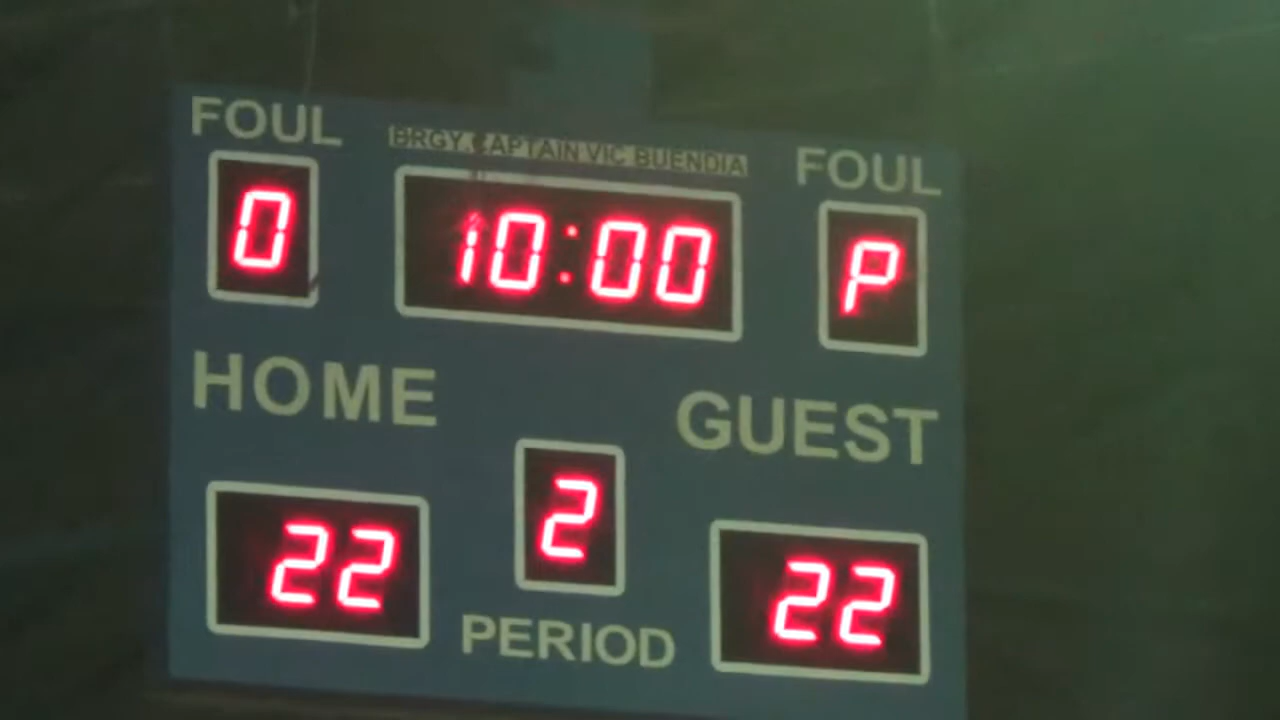 FOUL
BRGY.CAPTAIN VIC BUENDIA
FOUL
0
10:00
P
HOME
GUEST
22
2
22
PERIOD